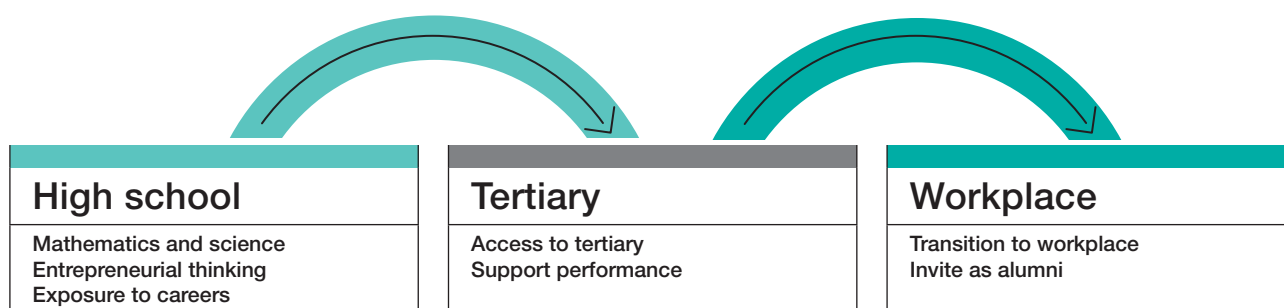 High school
Mathematics and science
Entrepreneurial thinking
Exposure to careers
Tertiary
Access to tertiary
Support performance
Workplace
Transition to workplace
Invite as alumni